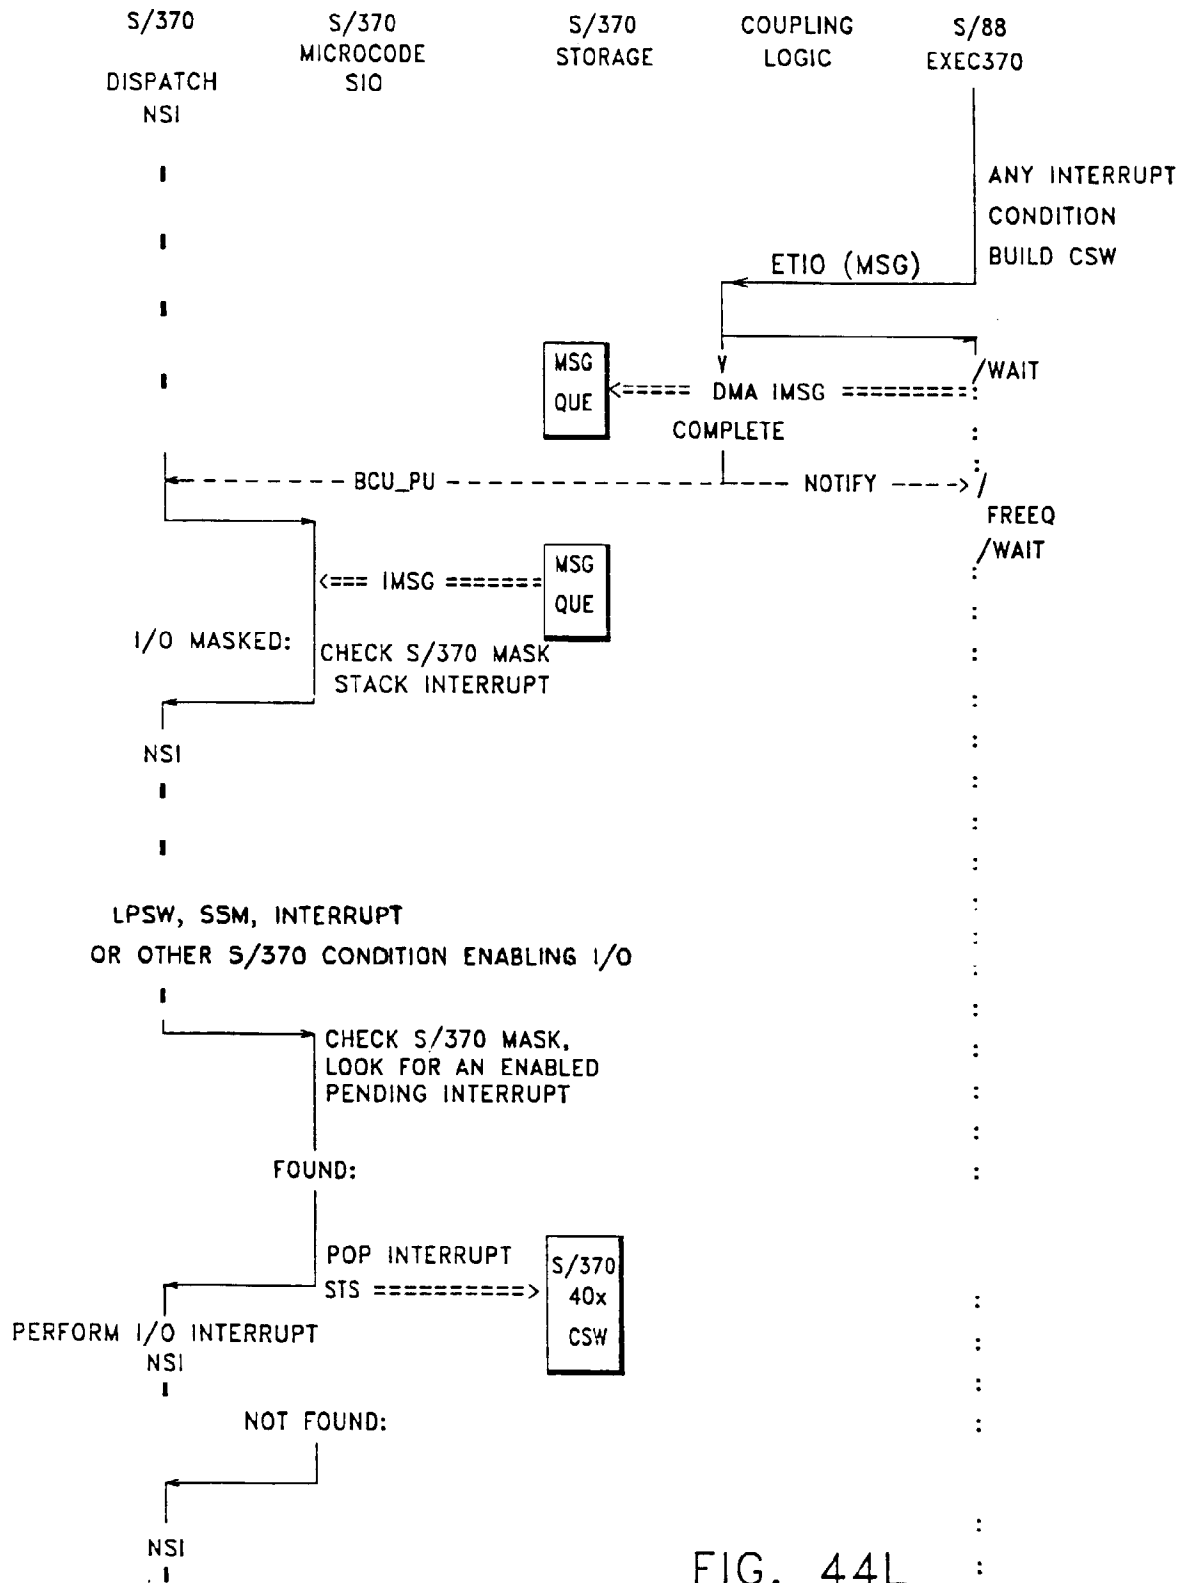 S/370 S/370 S/370 COUPLING S/88
MICROCODE STORAGE LOGIC EXEC370
DISPATCH SIO
NSI
ANY INTERRUPT
CONDITION
BUILD CSW
ETIO (MSG)
MSG
QUE
/WAIT
<===== DMA IMSG =========
COMPLETE
BCU_PU
NOTIFY
/
FREEQ
/WAIT
MSG
QUE
<=== IMSG =======
I/O MASKED:
CHECK S/370 MASK
STACK INTERRUPT
NSI
LPSW, SSM, INTERRUPT
OR OTHER S/370 CONDITION ENABLING I/O
CHECK S/370 MASK,
LOOK FOR AN ENABLED
PENDING INTERRUPT
FOUND:
POP INTERRUPT
STS ==========>
S/370
40x
CSW
PERFORM I/O INTERRUPT
NSI
NOT FOUND:
NSI
FIG. 44L